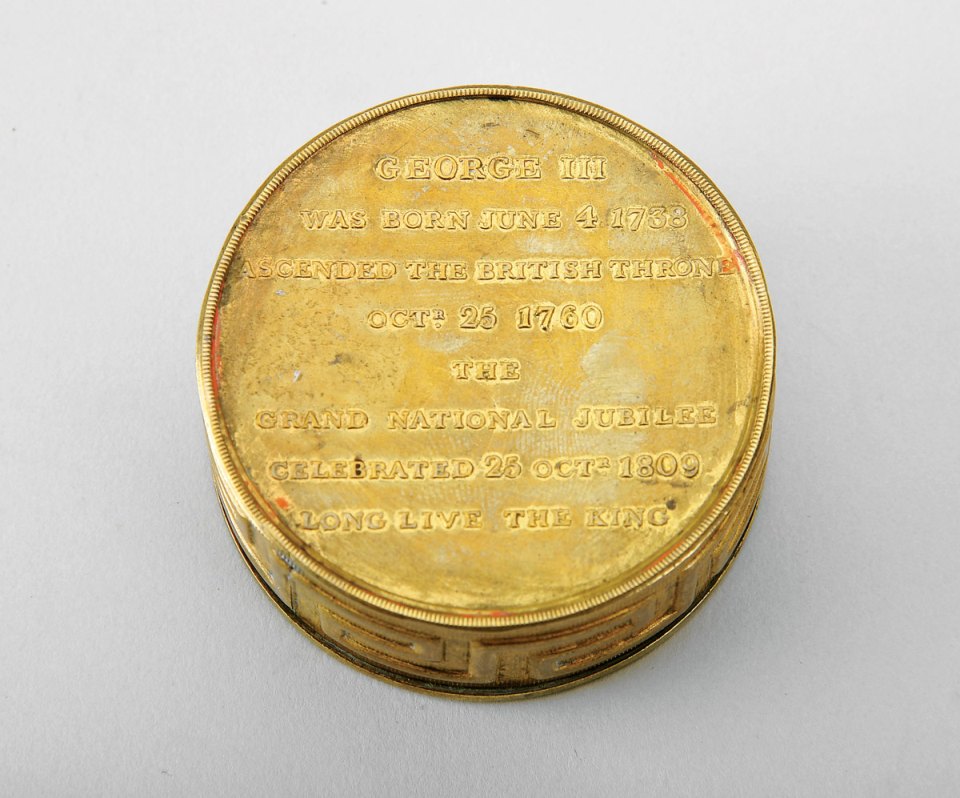 GEORGE III
WAS BORN JUNE 4 1738
ASCENDED THE BRITISH THRONE
OCTR. 25 1760
THE
GRAND NATIONAL JUBILEE
CELEBRATED 25 OCTR 1809
LONG LIVE THE KING